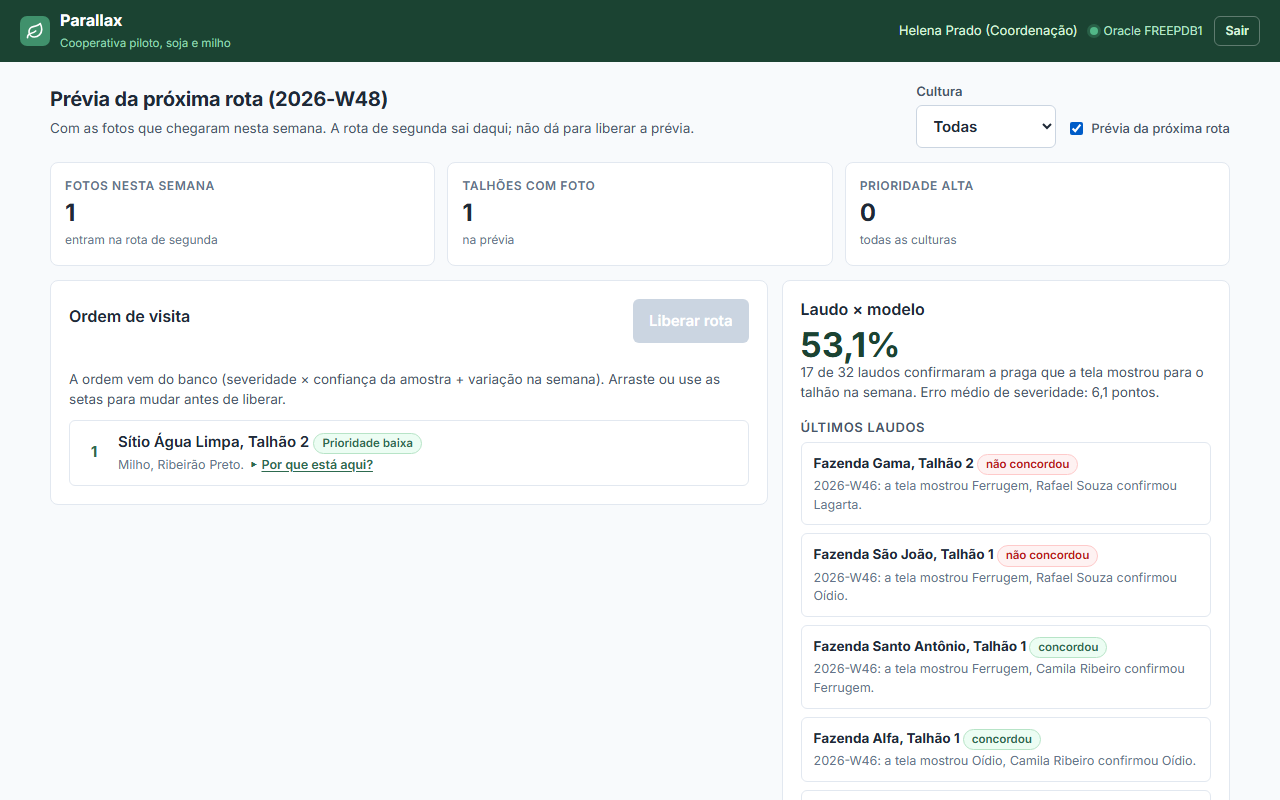 Parallax
Cooperativa piloto, soja e milho
Helena Prado (Coordenação)
Oracle FREEPDB1
Sair
Prévia da próxima rota (2026-W48)
Com as fotos que chegaram nesta semana. A rota de segunda sai daqui; não dá para liberar a prévia.
Cultura
Todas
Prévia da próxima rota
FOTOS NESTA SEMANA
1
entram na rota de segunda
TALHÕES COM FOTO
1
na prévia
PRIORIDADE ALTA
0
todas as culturas
Ordem de visita
Liberar rota
A ordem vem do banco (severidade × confiança da amostra + variação na semana). Arraste ou use as
setas para mudar antes de liberar.
1
Sítio Água Limpa, Talhão 2 Prioridade baixa
Milho, Ribeirão Preto. ▸ Por que está aqui?
Laudo × modelo
53,1%
17 de 32 laudos confirmaram a praga que a tela mostrou para o
talhão na semana. Erro médio de severidade: 6,1 pontos.
ÚLTIMOS LAUDOS
Fazenda Gama, Talhão 2 não concordou
2026-W46: a tela mostrou Ferrugem, Rafael Souza confirmou
Lagarta.
Fazenda São João, Talhão 1 não concordou
2026-W46: a tela mostrou Ferrugem, Rafael Souza confirmou
Oídio.
Fazenda Santo Antônio, Talhão 1 concordou
2026-W46: a tela mostrou Ferrugem, Camila Ribeiro confirmou
Ferrugem.
Fazenda Alfa, Talhão 1 concordou
2026-W46: a tela mostrou Oídio, Camila Ribeiro confirmou Oídio.